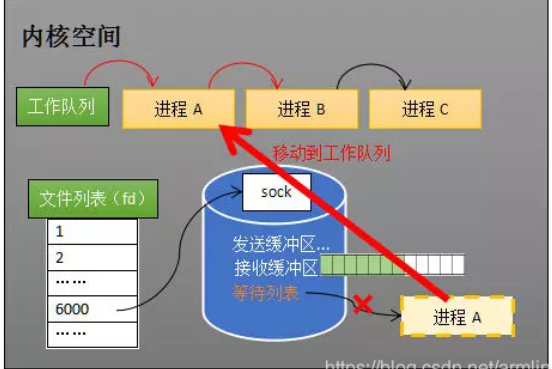 内核空间
工作队列
进程 A
进程 B
进程 C
移动到工作队列
文件列表（fd）
1
2
……
6000
……
sock
发送缓冲区...
接收缓冲区
等待列表
进程 A
https://blog.csdn.net/armlin